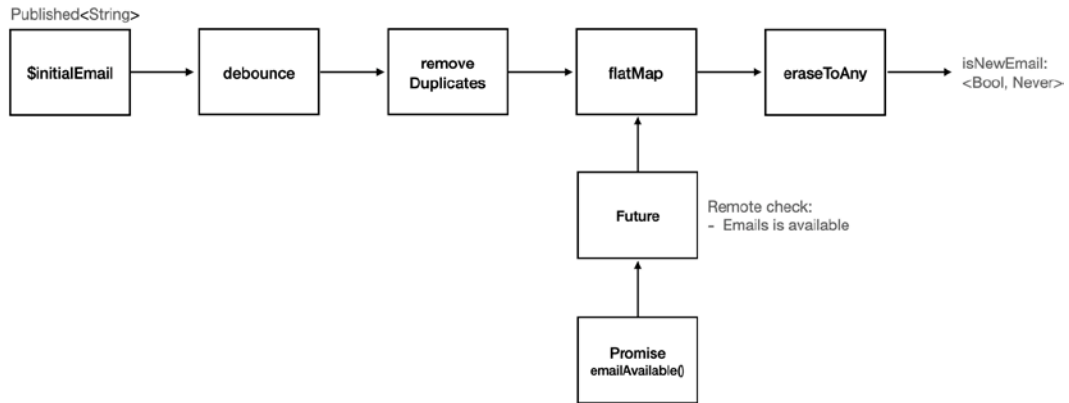 Published<String>
$initialEmail
debounce
remove
Duplicates
flatMap
eraseToAny
isNewEmail:
<Bool, Never>
Future
Remote check:
- Emails is available
Promise
emailAvailable()